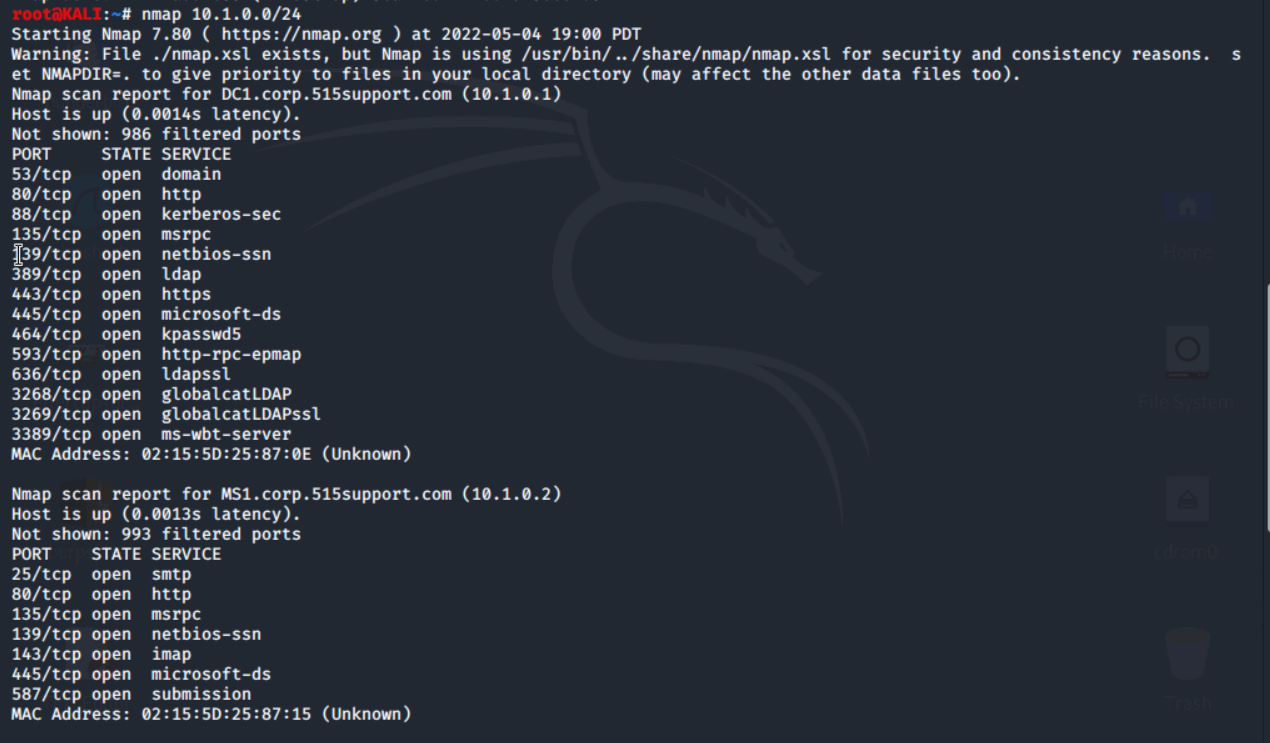 root@KALI:~# nmap 10.1.0.0/24
Starting Nmap 7.80 ( https://nmap.org ) at 2022-05-04 19:00 PDT
Warning: File ./nmap.xsl exists, but Nmap is using /usr/bin/../share/nmap/nmap.xsl for security and consistency reasons.  s
et NMAPDIR=. to give priority to files in your local directory (may affect the other data files too).
Nmap scan report for DC1.corp.515support.com (10.1.0.1)
Host is up (0.0014s latency).
Not shown: 986 filtered ports
PORT     STATE SERVICE
53/tcp   open  domain
80/tcp   open  http
88/tcp   open  kerberos-sec
135/tcp  open  msrpc
139/tcp  open  netbios-ssn
389/tcp  open  ldap
443/tcp  open  https
445/tcp  open  microsoft-ds
464/tcp  open  kpasswd5
593/tcp  open  http-rpc-epmap
636/tcp  open  ldapssl
3268/tcp open  globalcatLDAP
3269/tcp open  globalcatLDAPssl
3389/tcp open  ms-wbt-server
MAC Address: 02:15:5D:25:87:0E (Unknown)
Nmap scan report for MS1.corp.515support.com (10.1.0.2)
Host is up (0.0013s latency).
Not shown: 993 filtered ports
PORT    STATE SERVICE
25/tcp  open  smtp
80/tcp  open  http
135/tcp open  msrpc
139/tcp open  netbios-ssn
143/tcp open  imap
445/tcp open  microsoft-ds
587/tcp open  submission
MAC Address: 02:15:5D:25:87:15 (Unknown)
Home
File System
cdrom0
Trash